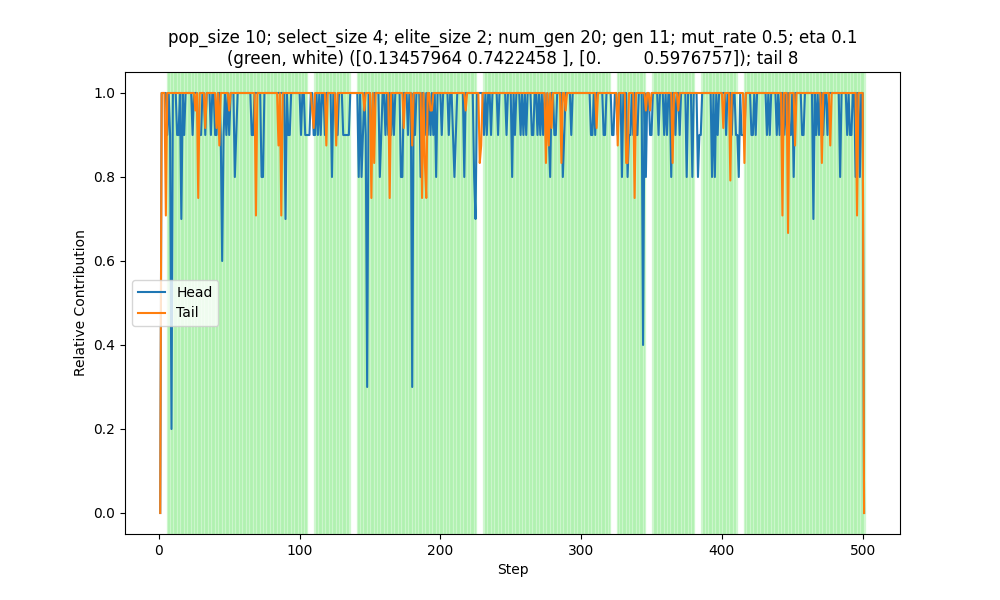 pop_size 10; select_size 4; elite_size 2; num_gen 20; gen 11; mut_rate 0.5; eta 0.1
(green, white) ([0.13457964 0.7422458 ], [0.        0.5976757]); tail 8
1.0
0.8
0.6
0.4
0.2
0.0
Relative Contribution
Head
Tail
0
100
200
300
400
500
Step